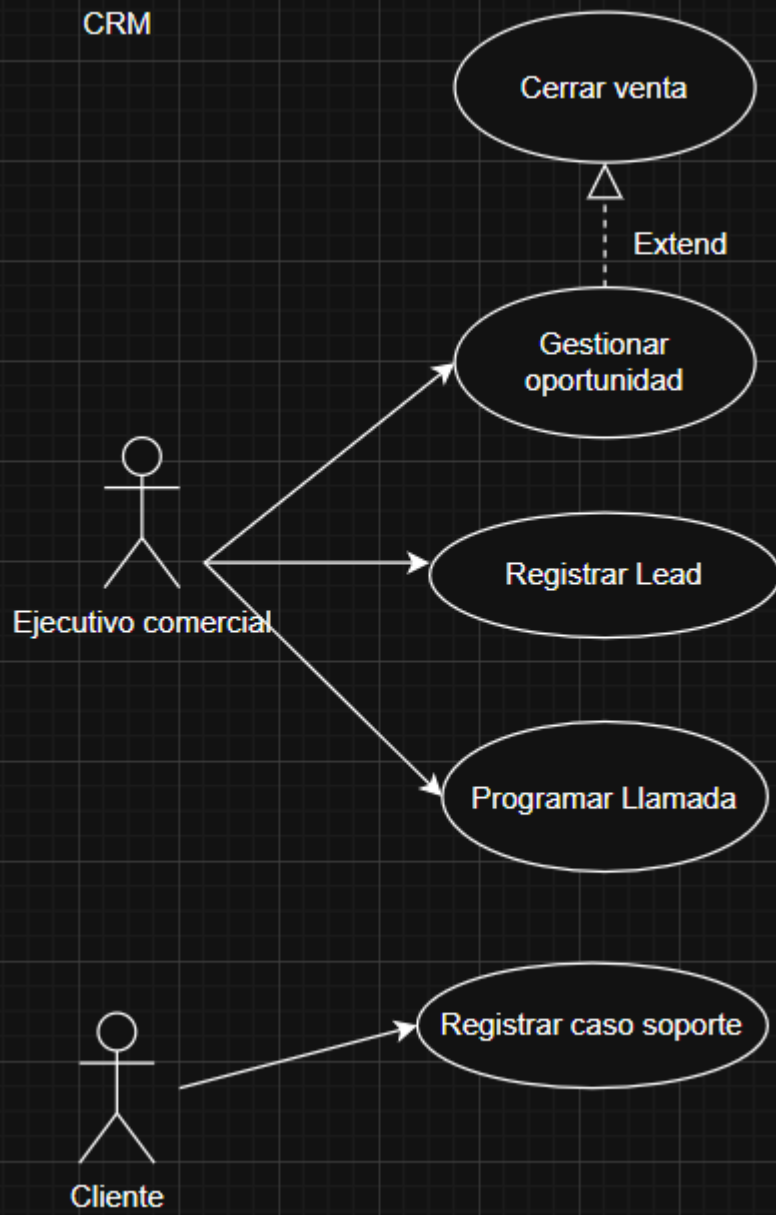 CRM
Cerrar venta
Extend
Gestionar
oportunidad
Ejecutivo comercial
Registrar Lead
Programar Llamada
Registrar caso soporte
Cliente